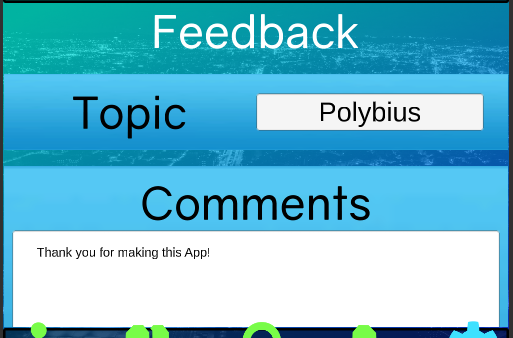 Feedback
Topic
Polybius
Comments
Thank you for making this App!